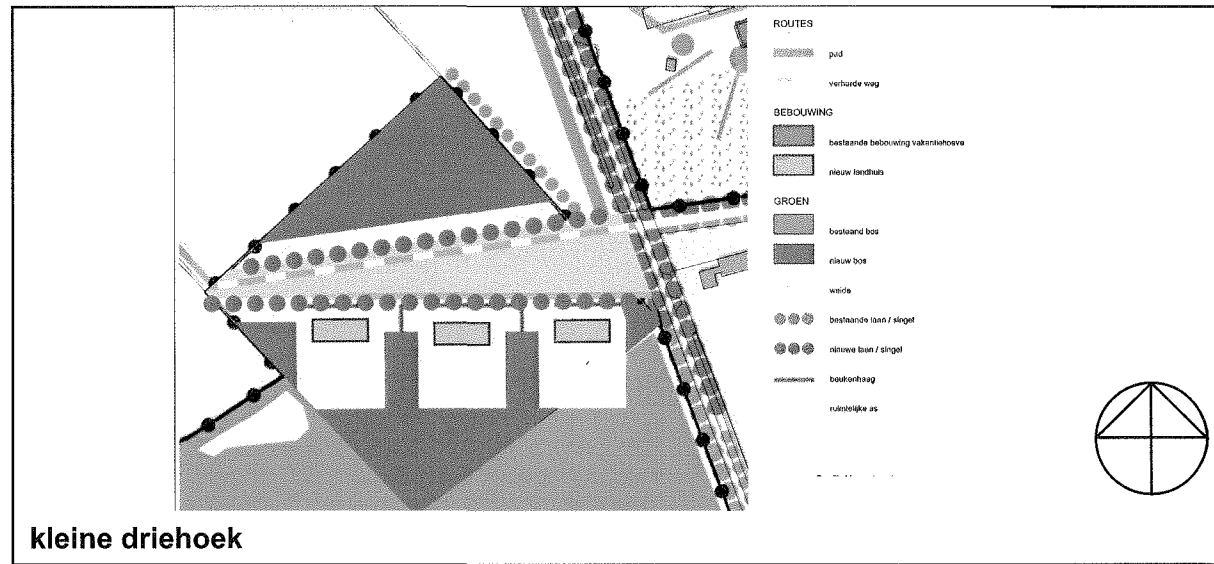 ROUTES
pad
verharde weg
BEBOUWING
bestaande bebouwing vakantiehoeve
nieuw landhuis
GROEN
bestaand bos
nieuw bos
weide
bestaande laan / singel
nieuwe laan / singel
beukenhaag
ruimtelijke as
kleine driehoek